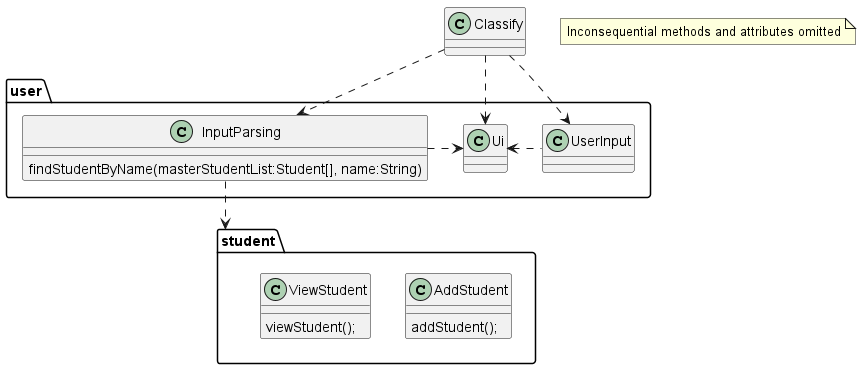 C Classify
Inconsequential methods and attributes omitted
user
C InputParsing
findStudentByName(masterStudentList:Student[], name:String)
C Ui
C UserInput
student
C ViewStudent
viewStudent();
C AddStudent
addStudent();